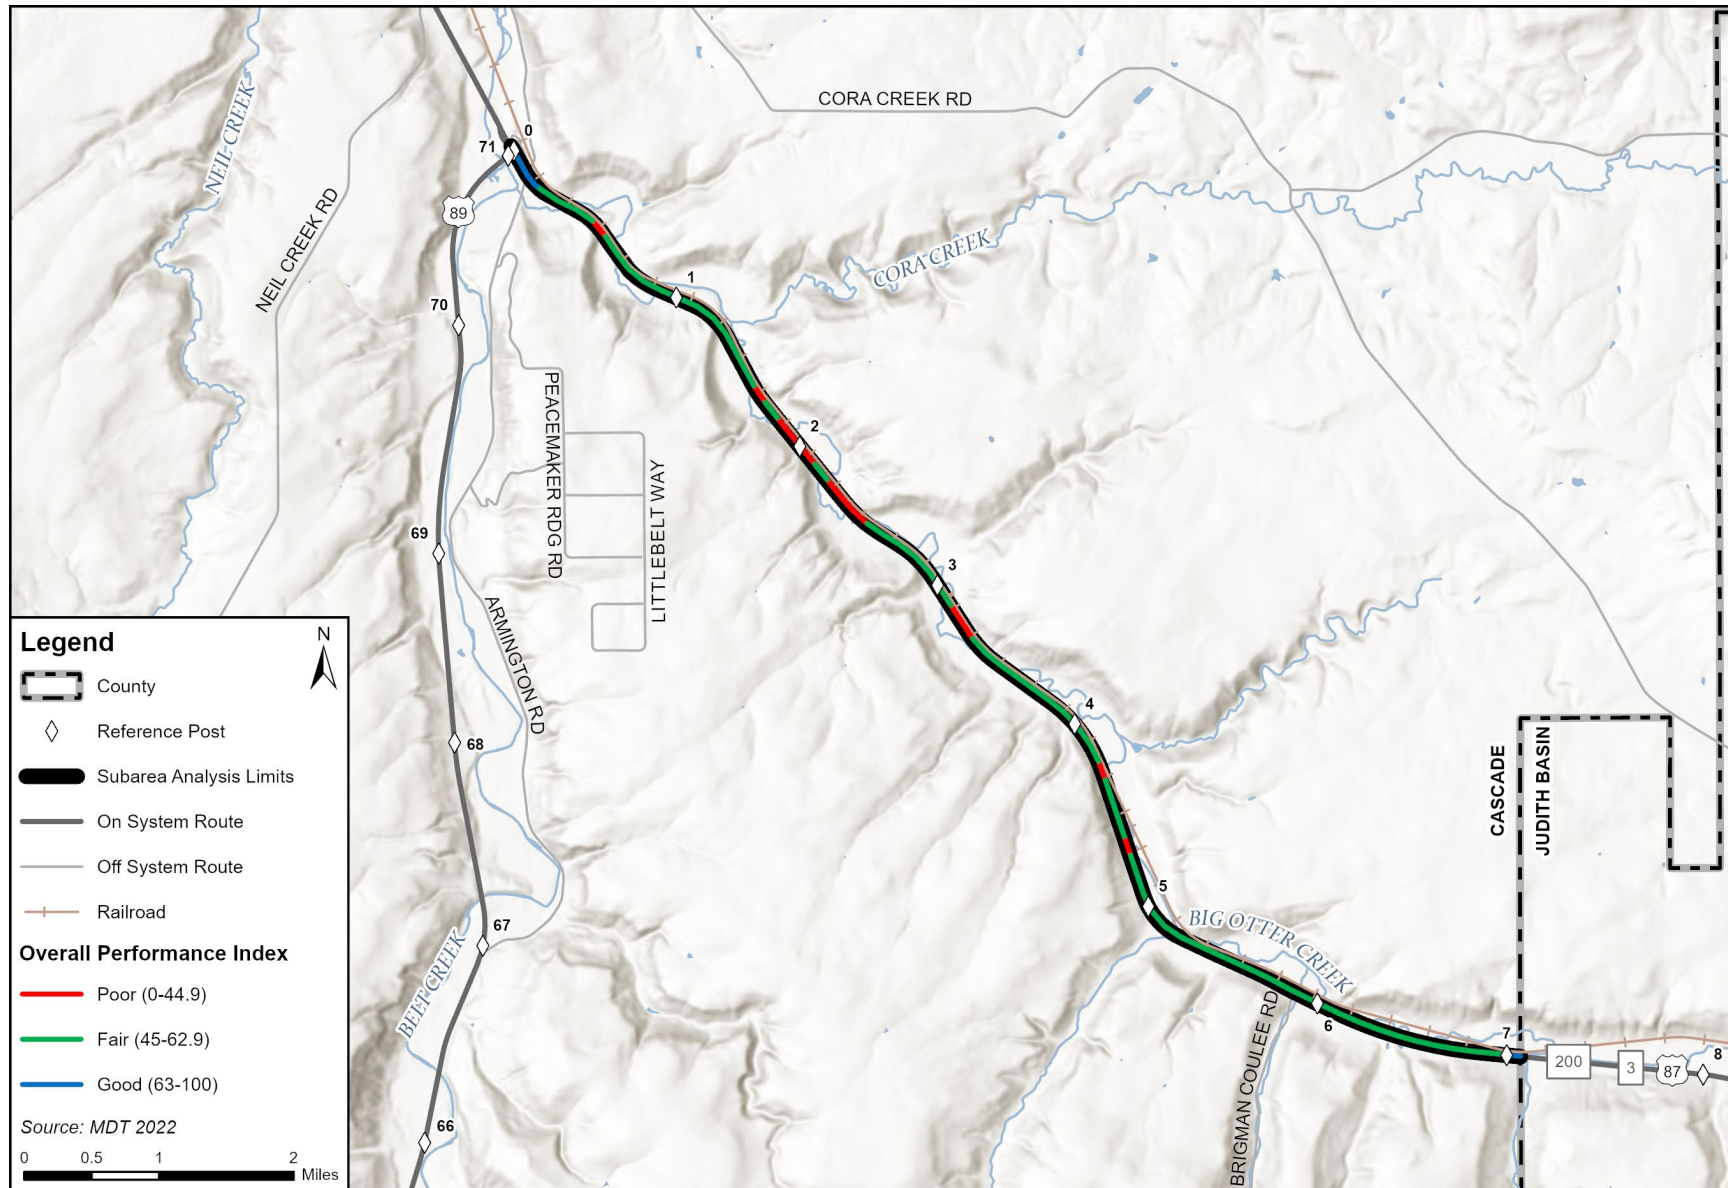 CORA CREEK RD
NEIL CREEK
0
71
89
NEIL CREEK RD
CORA CREEK
1
70
PEACEMAKER RDG RD
2
LITTLEBELT WAY
69
3
ARMINGTON RD
4
68
CASCADE
JUDITH BASIN
5
67
BIG OTTER CREEK
BELT CREEK
6
BRIGMAN COULEE RD
7
200
3
87
8
66
Legend
N
County
Reference Post
Subarea Analysis Limits
On System Route
Off System Route
Railroad
Overall Performance Index
Poor (0-44.9)
Fair (45-62.9)
Good (63-100)
Source: MDT 2022
0 0.5 1 2
Miles